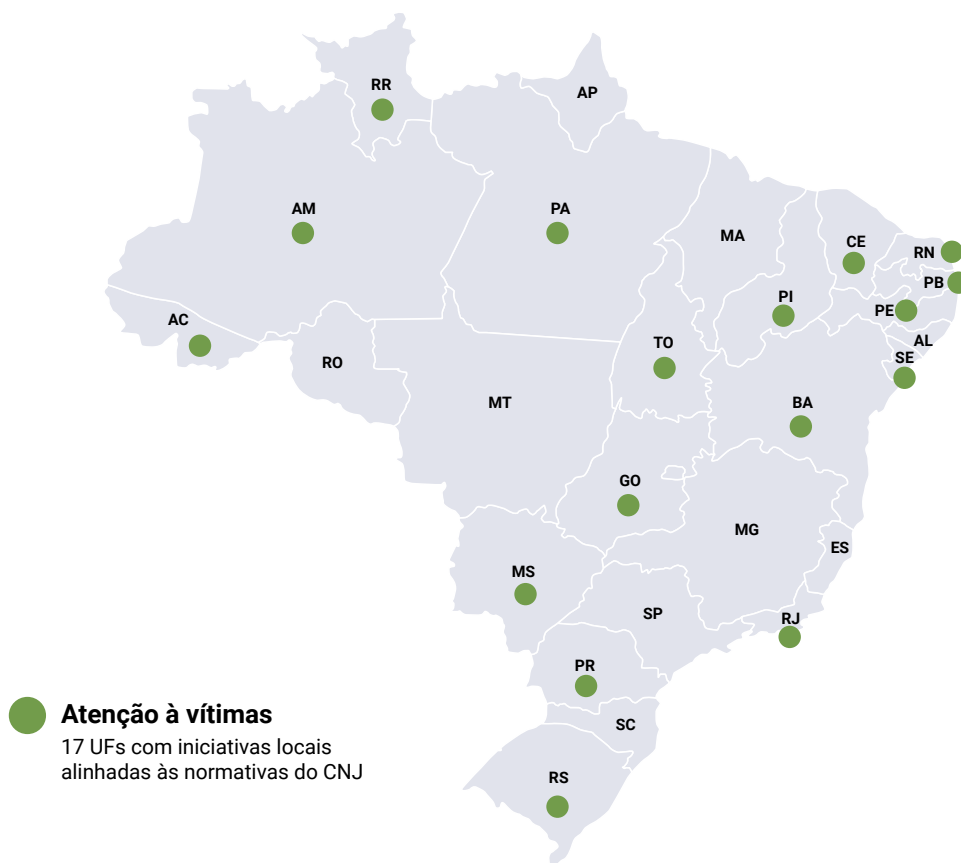 RR
AP
AM
PA
MA
CE
RN
PB
PI
PE
AC
AL
TO
SE
RO
MT
BA
GO
MG
ES
MS
SP
RJ
PR
SC
Atenção à vítimas
17 UFs com iniciativas locais
alinhadas às normativas do CNJ
RS